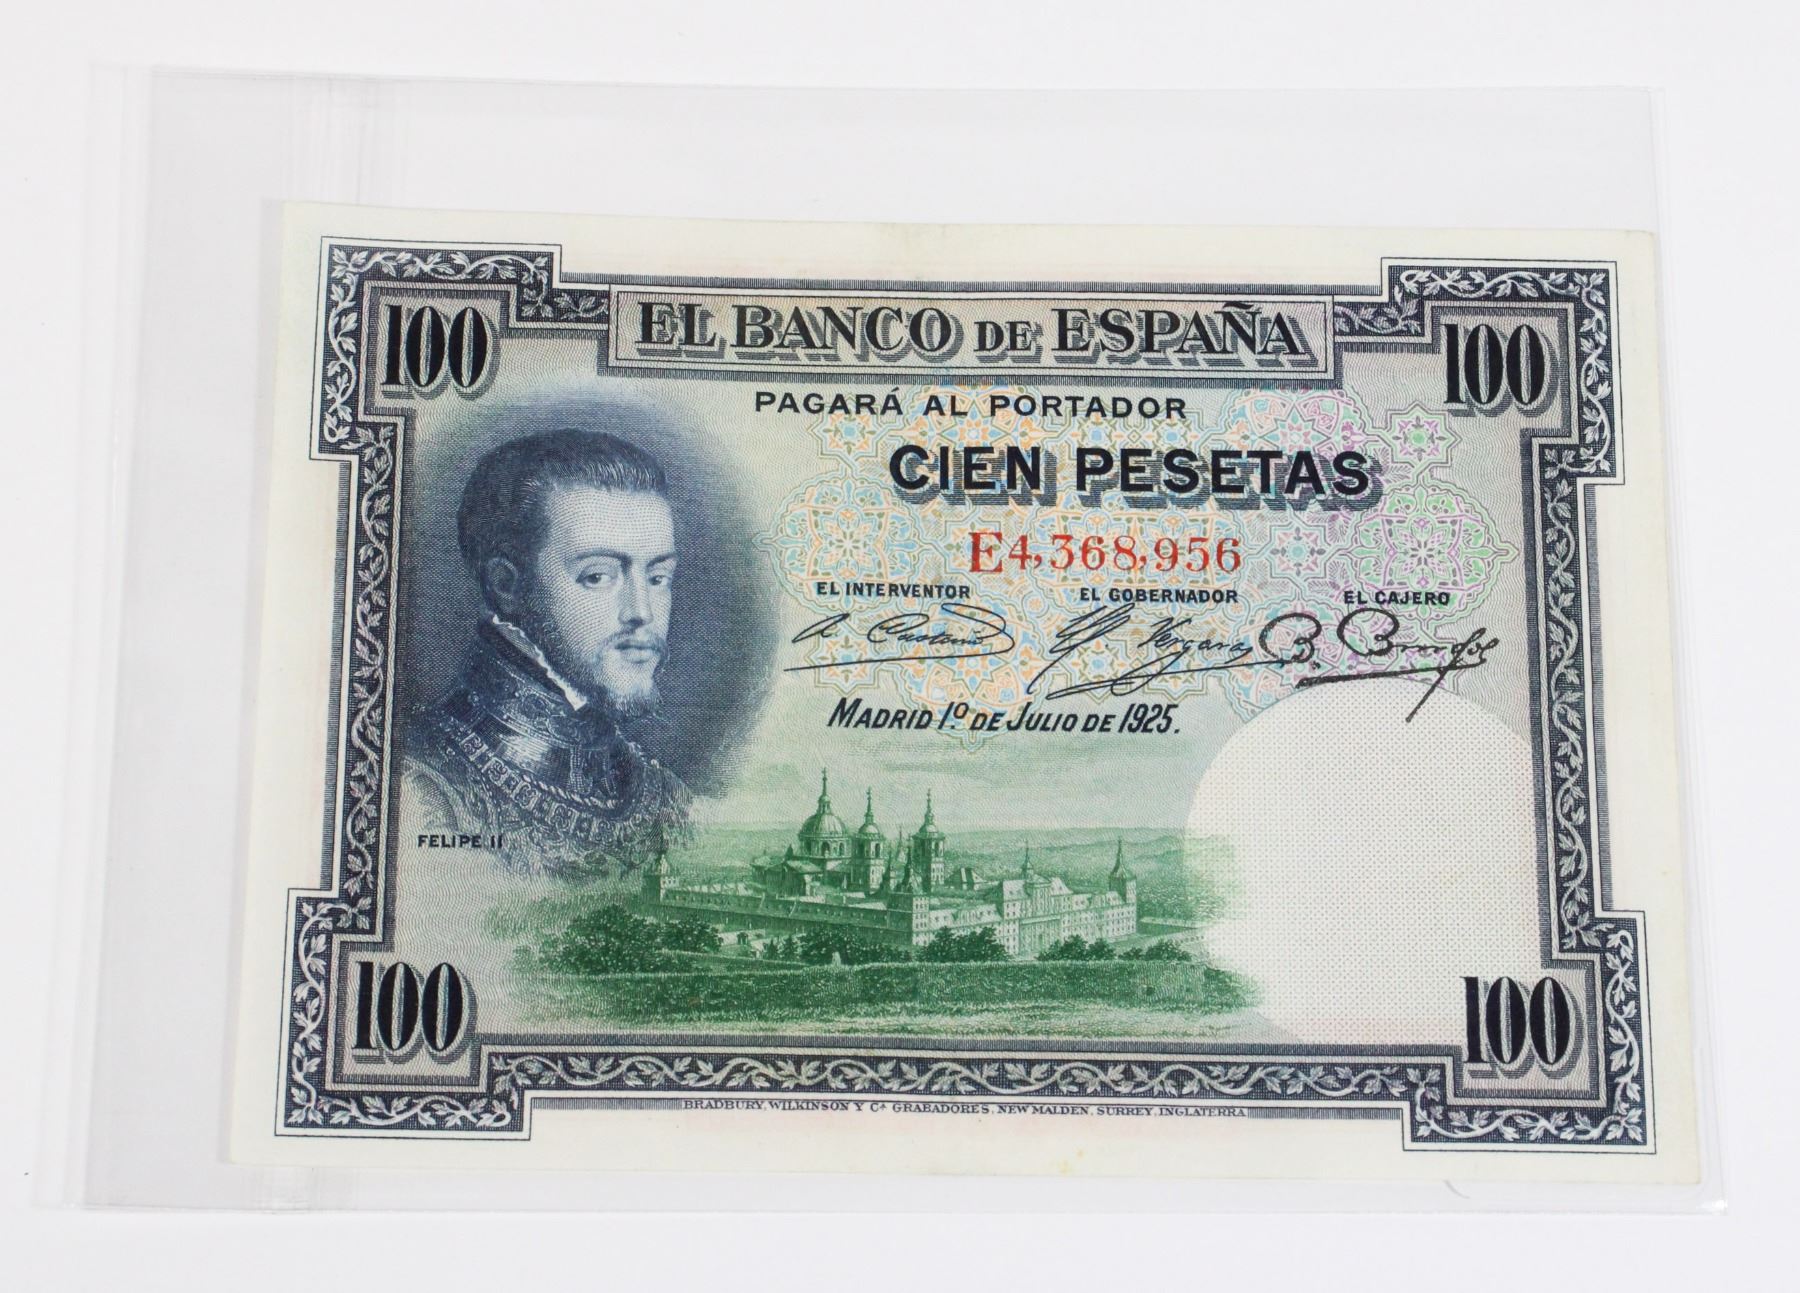 100
EL BANCO DE ESPAÑA
100
PAGARÁ AL PORTADOR
CIEN PESETAS
E4,368,956
EL INTERVENTOR
EL GOBERNADOR
EL CAJERO
MADRID 1.º DE JULIO DE 1925.
FELIPE II
100
100
BRADBURY, WILKINSON Y Cª GRABADORES, NEW MALDEN, SURREY, INGLATERRA